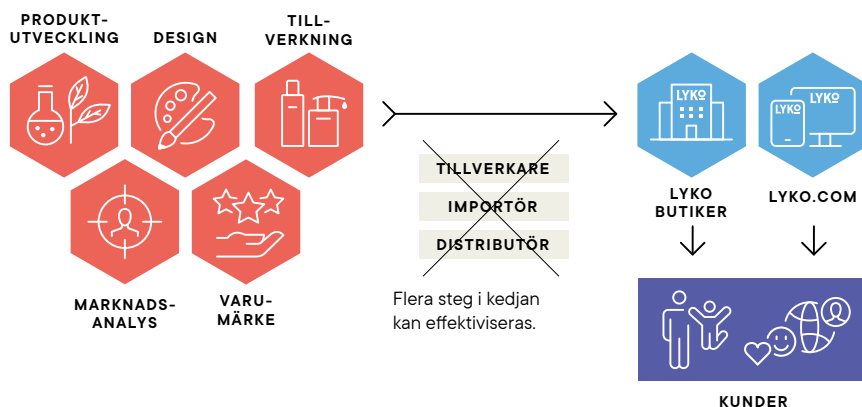 PRODUKT-
UTVECKLING
DESIGN
TILL-
VERKNING
MARKNADS-
ANALYS
VARU-
MÄRKE
TILLVERKARE
IMPORTÖR
DISTRIBUTÖR
Flera steg i kedjan
kan effektiviseras.
LYKO
LYKO
LYKO
LYKO
BUTIKER
LYKO.COM
KUNDER